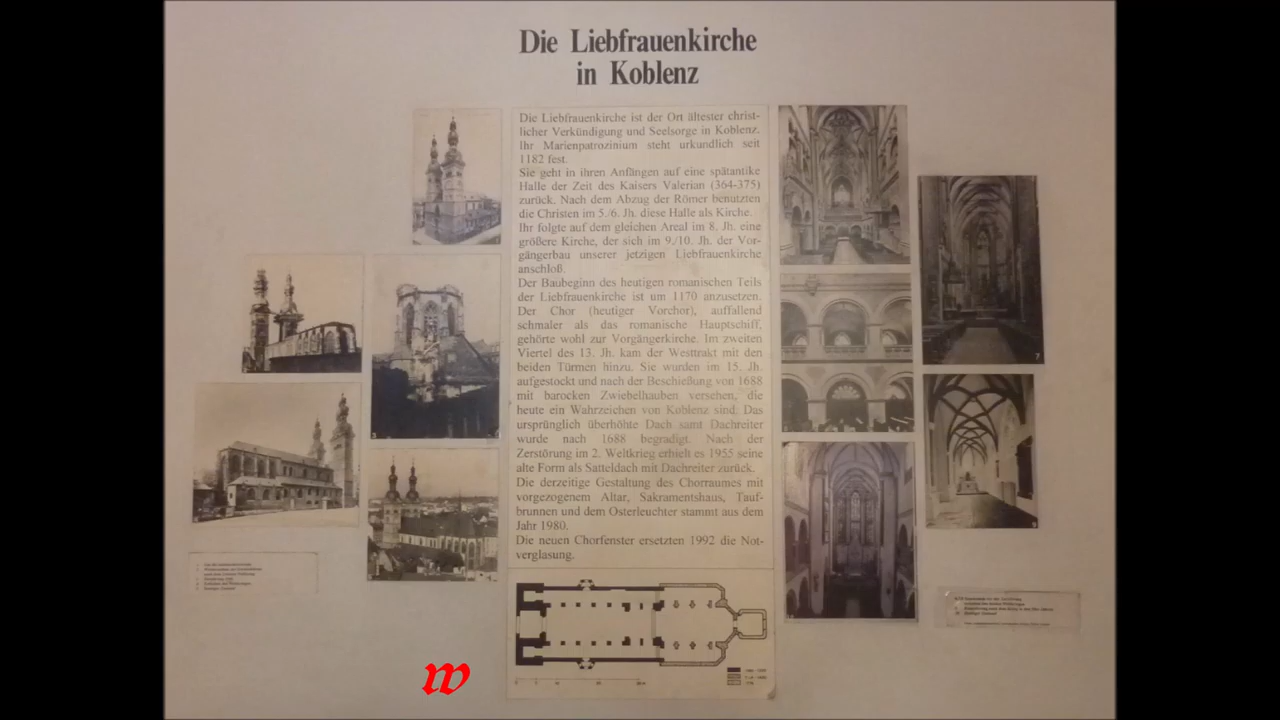 Die Liebfrauenkirche
in Koblenz
Die Liebfrauenkirche ist der Ort ältester christ-
licher Verkündigung und Seelsorge in Koblenz.
Ihr Marienpatrozinium steht urkundlich seit
1182 fest.
Sie geht in ihren Anfängen auf eine spätantike
Halle der Zeit des Kaisers Valerian (364-375)
zurück. Nach dem Abzug der Römer benutzten
die Christen im 5./6. Jh. diese Halle als Kirche.
Ihr folgte auf dem gleichen Areal im 8. Jh. eine
größere Kirche, der sich im 9./10. Jh. der Vor-
gängerbau unserer jetzigen Liebfrauenkirche
anschloß.
Der Baubeginn des heutigen romanischen Teils
der Liebfrauenkirche ist um 1170 anzusetzen.
Der Chor (heutiger Vorchor), auffallend
schmaler als das romanische Hauptschiff,
gehörte wohl zur Vorgängerkirche. Im zweiten
Viertel des 13. Jh. kam der Westtrakt mit den
beiden Türmen hinzu. Sie wurden im 15. Jh.
aufgestockt und nach der Beschießung von 1688
mit barocken Zwiebelhauben versehen, die
heute ein Wahrzeichen von Koblenz sind. Das
ursprünglich überhöhte Dach samt Dachreiter
wurde nach 1688 begradigt. Nach der
Zerstörung im 2. Weltkrieg erhielt es 1955 seine
alte Form als Satteldach mit Dachreiter zurück.
Die derzeitige Gestaltung des Chorraumes mit
vorgezogenem Altar, Sakramentshaus, Tauf-
brunnen und dem Osterleuchter stammt aus dem
Jahr 1980.
Die neuen Chorfenster ersetzten 1992 die Not-
verglasung.
7
9
w